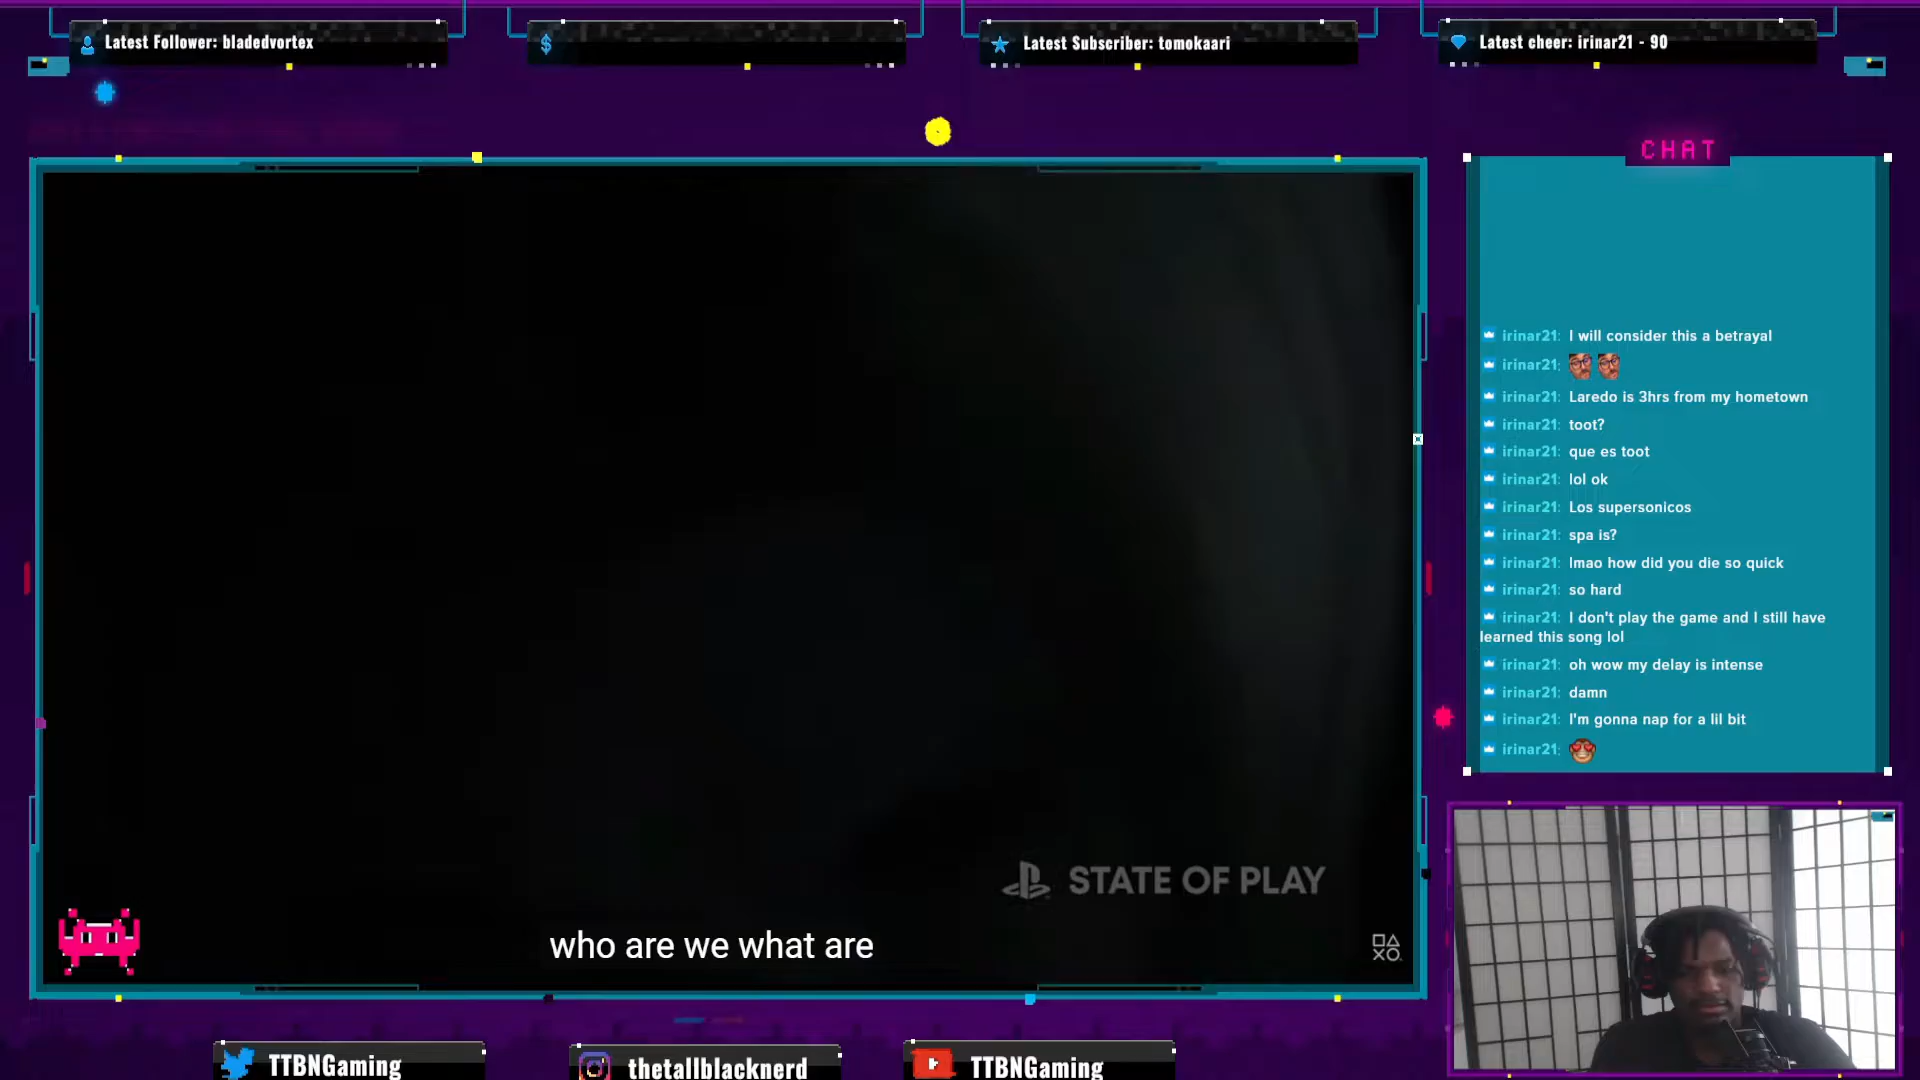 Latest Follower: bladedvortex
$
Latest Subscriber: tomokaari
Latest cheer: irinar21 - 90
CHAT
irinar21: I will consider this a betrayal
irinar21:
irinar21: Laredo is 3hrs from my hometown
irinar21: toot?
irinar21: que es toot
irinar21: lol ok
irinar21: Los supersonicos
irinar21: spa is?
irinar21: lmao how did you die so quick
irinar21: so hard
irinar21: I don't play the game and I still have
learned this song lol
irinar21: oh wow my delay is intense
irinar21: damn
irinar21: I'm gonna nap for a lil bit
irinar21:
STATE OF PLAY
who are we what are
TTBNGaming
thetallblacknerd
TTBNGaming